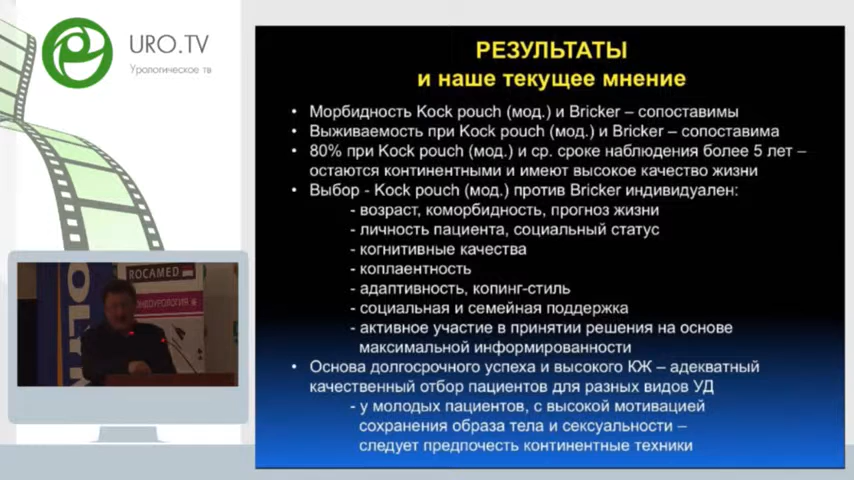 URO.TV
Урологическое тв
РЕЗУЛЬТАТЫ
и наше текущее мнение
• Морбидность Kock pouch (мод.) и Bricker – сопоставимы
• Выживаемость при Kock pouch (мод.) и Bricker – сопоставима
• 80% при Kock pouch (мод.) и ср. сроке наблюдения более 5 лет –
остаются континентными и имеют высокое качество жизни
• Выбор - Kock pouch (мод.) против Bricker индивидуален:
- возраст, коморбидность, прогноз жизни
- личность пациента, социальный статус
- когнитивные качества
- коплаентность
- адаптивность, копинг-стиль
- социальная и семейная поддержка
- активное участие в принятии решения на основе
максимальной информированности
• Основа долгосрочного успеха и высокого КЖ – адекватный
качественный отбор пациентов для разных видов УД
- у молодых пациентов, с высокой мотивацией
сохранения образа тела и сексуальности –
следует предпочесть континентные техники
ROCAMED